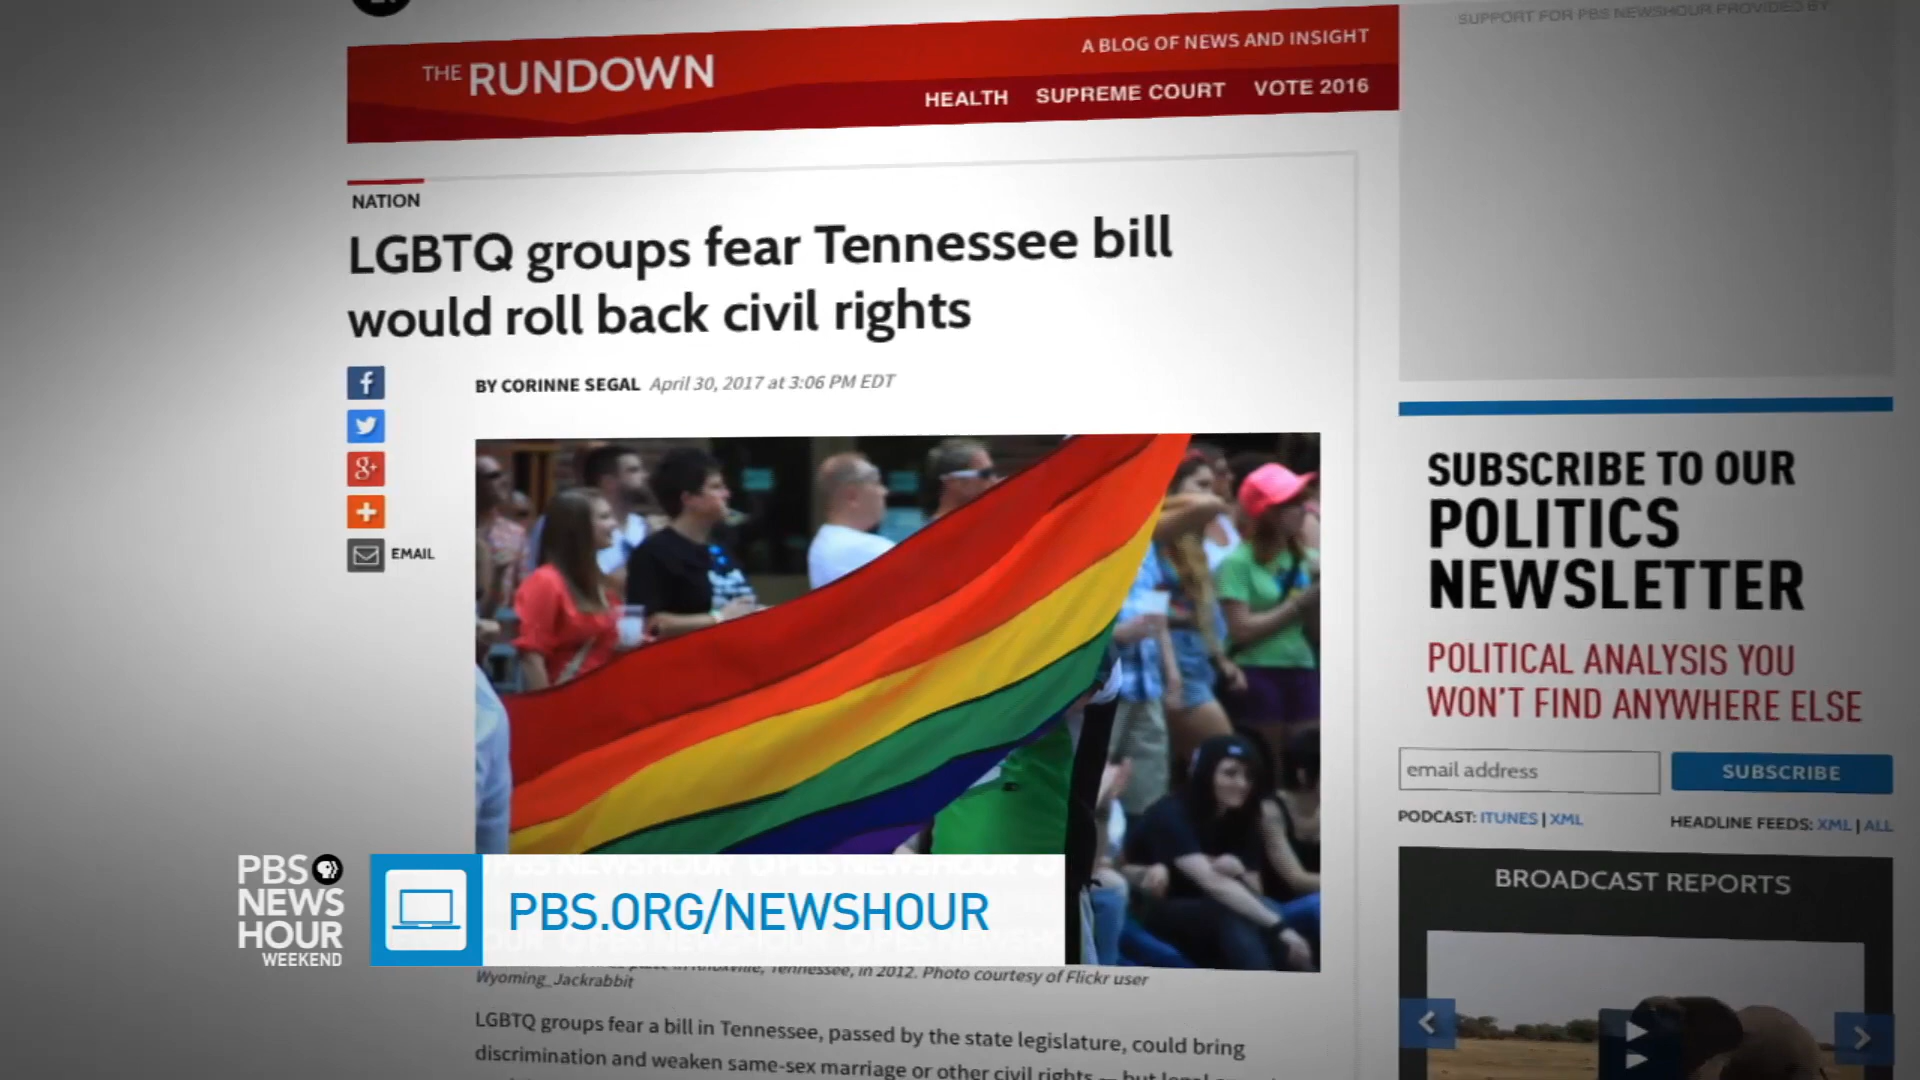 SUPPORT FOR PBS NEWSHOUR PROVIDED BY
THE RUNDOWN
A BLOG OF NEWS AND INSIGHT
HEALTH SUPREME COURT VOTE 2016
NATION
LGBTQ groups fear Tennessee bill
would roll back civil rights
BY CORINNE SEGAL April 30, 2017 at 3:06 PM EDT
f
g+
EMAIL
SUBSCRIBE TO OUR
POLITICS
NEWSLETTER
POLITICAL ANALYSIS YOU
WON'T FIND ANYWHERE ELSE
email address
SUBSCRIBE
PODCAST: ITUNES | XML
HEADLINE FEEDS: XML | ALL
BROADCAST REPORTS
PBS
NEWS
HOUR
WEEKEND
PBS.ORG/NEWSHOUR
Tennessee, in 2012. Photo courtesy of Flickr user
Wyoming_Jackrabbit
LGBTQ groups fear a bill in Tennessee, passed by the state legislature, could bring
discrimination and weaken same-sex marriage or other civil rights — but legal